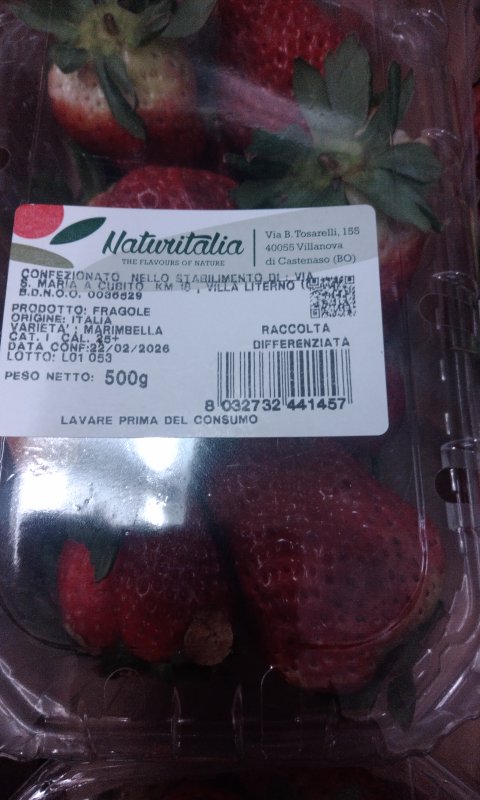 Naturitalia
THE FLAVOURS OF NATURE
Via B. Tosarelli, 155
40055 Villanova
di Castenaso (BO)
CONFEZIONATO NELLO STABILIMENTO DI: VIA
S. MARIA A CUBITO KM 18, VILLA LITERNO
B.D.N.O.O. 0036829
PRODOTTO: FRAGOLE
ORIGINE: ITALIA
VARIETA': MARIMBELLA
CAT. I CAL. 25+
DATA CONF:22/02/2026
LOTTO: L01 053
PESO NETTO: 500g
RACCOLTA
DIFFERENZIATA
8 032732 441457
LAVARE PRIMA DEL CONSUMO